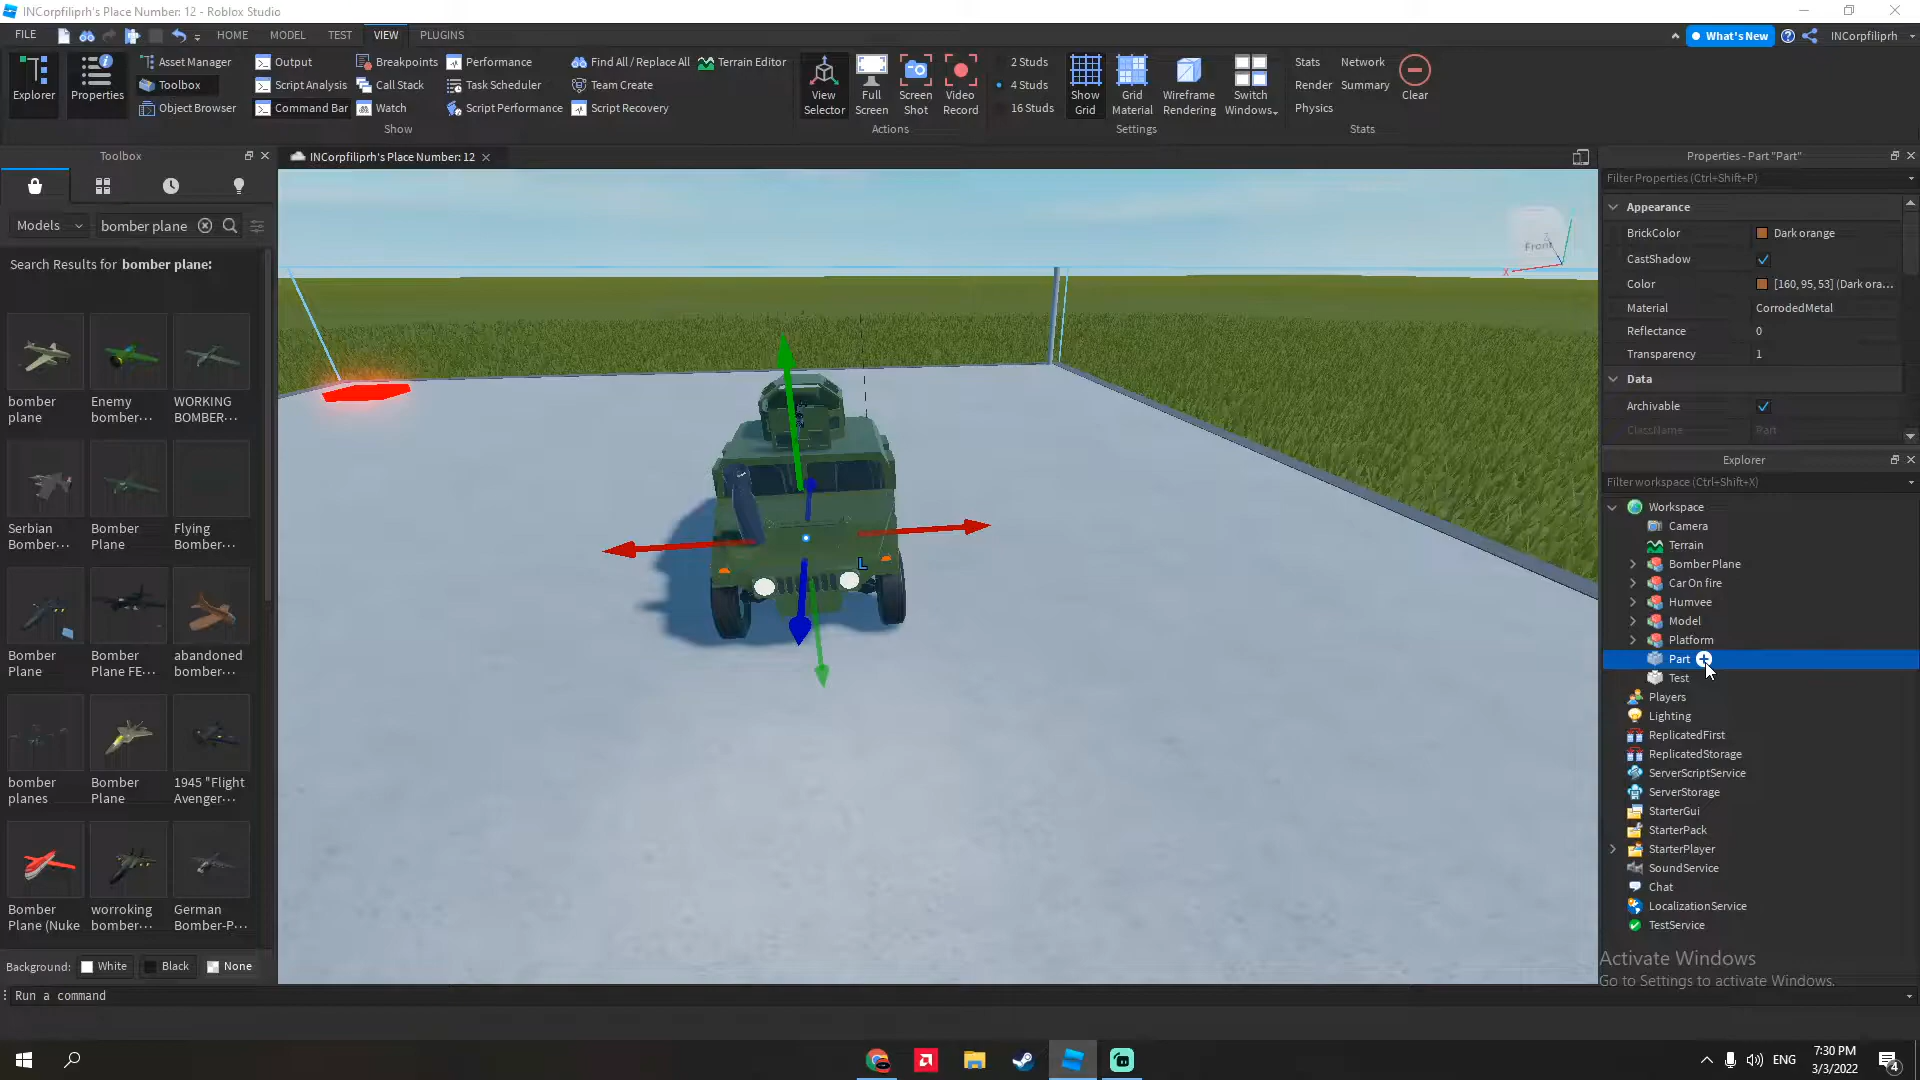 INCorpfiliprh's Place Number: 12 - Roblox Studio
FILE
HOME
MODEL
TEST
VIEW
PLUGINS
What's New
INCorpfiliprh
Explorer
Properties
Asset Manager
Toolbox
Object Browser
Output
Script Analysis
Command Bar
Breakpoints
Call Stack
Watch
Performance
Task Scheduler
Script Performance
Find All / Replace All
Team Create
Script Recovery
Terrain Editor
Show
View
Selector
Full
Screen
Screen
Shot
Video
Record
Actions
2 Studs
4 Studs
16 Studs
Show
Grid
Grid
Material
Wireframe
Rendering
Switch
Windows
Settings
Stats
Network
Render
Summary
Physics
Stats
Clear
Toolbox
INCorpfiliprh's Place Number: 12
Models
bomber plane
Search Results for bomber plane:
bomber
plane
Enemy
bomber···
WORKING
BOMBER···
Serbian
Bomber···
Bomber
Plane
Flying
Bomber···
Bomber
Plane
Bomber
Plane FE···
abandoned
bomber···
bomber
planes
Bomber
Plane
1945 "Flight
Avenger···
Bomber
Plane (Nuke
worroking
bomber···
German
Bomber-P···
Background:
White
Black
None
Run a command
Front
X
Z
L
Properties - Part "Part"
Filter Properties (Ctrl+Shift+P)
Appearance
BrickColor
Dark orange
CastShadow
Color
[160, 95, 53] (Dark ora...
Material
CorrodedMetal
Reflectance
0
Transparency
1
Data
Archivable
ClassName
Part
Explorer
Filter workspace (Ctrl+Shift+X)
Workspace
Camera
Terrain
Bomber Plane
Car On fire
Humvee
Model
Platform
Part
Test
Players
Lighting
ReplicatedFirst
ReplicatedStorage
ServerScriptService
ServerStorage
StarterGui
StarterPack
StarterPlayer
SoundService
Chat
LocalizationService
TestService
Activate Windows
Go to Settings to activate Windows.
ENG
7:30 PM
3/3/2022
4